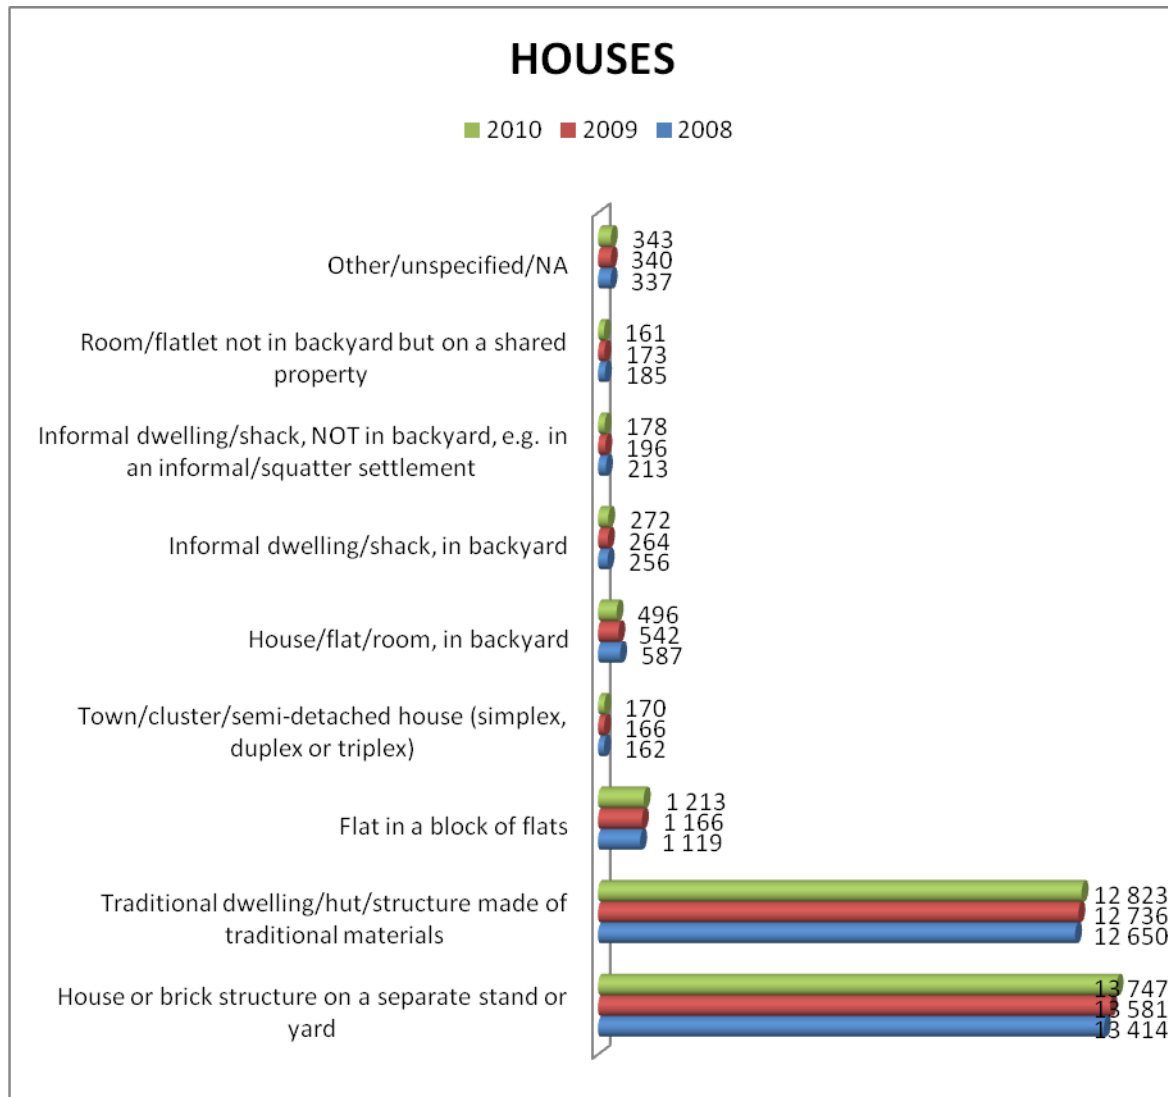 HOUSES
2010 2009 2008
Other/unspecified/NA
343
340
337
Room/flatlet not in backyard but on a shared
property
161
173
185
Informal dwelling/shack, NOT in backyard, e.g. in
an informal/squatter settlement
178
196
213
Informal dwelling/shack, in backyard
272
264
256
House/flat/room, in backyard
496
542
587
Town/cluster/semi-detached house (simplex,
duplex or triplex)
170
166
162
Flat in a block of flats
1 213
1 166
1 119
Traditional dwelling/hut/structure made of
traditional materials
12 823
12 736
12 650
House or brick structure on a separate stand or
yard
13 747
13 581
13 414